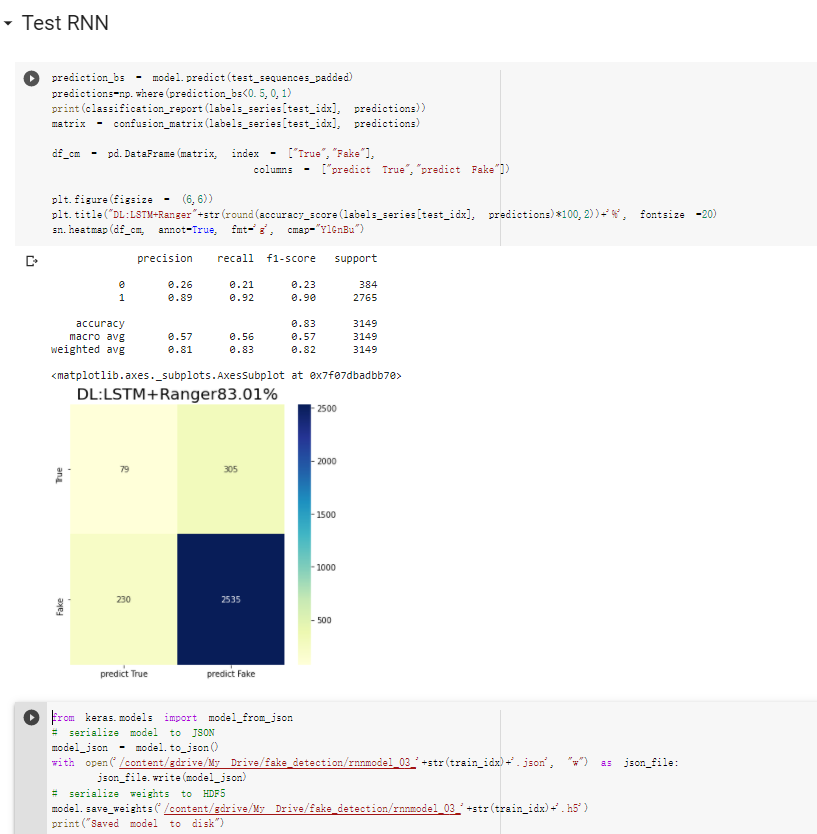 Test RNN
prediction_bs = model.predict(test_sequences_padded)
predictions=np.where(prediction_bs<0.5,0,1)
print(classification_report(labels_series[test_idx], predictions))
matrix = confusion_matrix(labels_series[test_idx], predictions)
df_cm = pd.DataFrame(matrix, index = ["True","Fake"],
columns = ["predict True","predict Fake"])
plt.figure(figsize = (6,6))
plt.title("DL:LSTM+Ranger"+str(round(accuracy_score(labels_series[test_idx], predictions)*100,2))+'%', fontsize =20)
sn.heatmap(df_cm, annot=True, fmt='g', cmap="YlGnBu")
precision recall f1-score support
0 0.26 0.21 0.23 384
1 0.89 0.92 0.90 2765
accuracy 0.83 3149
macro avg 0.57 0.56 0.57 3149
weighted avg 0.81 0.83 0.82 3149
<matplotlib.axes._subplots.AxesSubplot at 0x7f07dbadbb70>
DL:LSTM+Ranger83.01%
2500
2000
1500
1000
500
True
79
305
Fake
230
2535
predict True
predict Fake
from keras.models import model_from_json
# serialize model to JSON
model_json = model.to_json()
with open('/content/gdrive/My Drive/fake_detection/rnnmodel_03_'+str(train_idx)+'.json', "w") as json_file:
json_file.write(model_json)
# serialize weights to HDF5
model.save_weights('/content/gdrive/My Drive/fake_detection/rnnmodel_03_'+str(train_idx)+'.h5')
print("Saved model to disk")